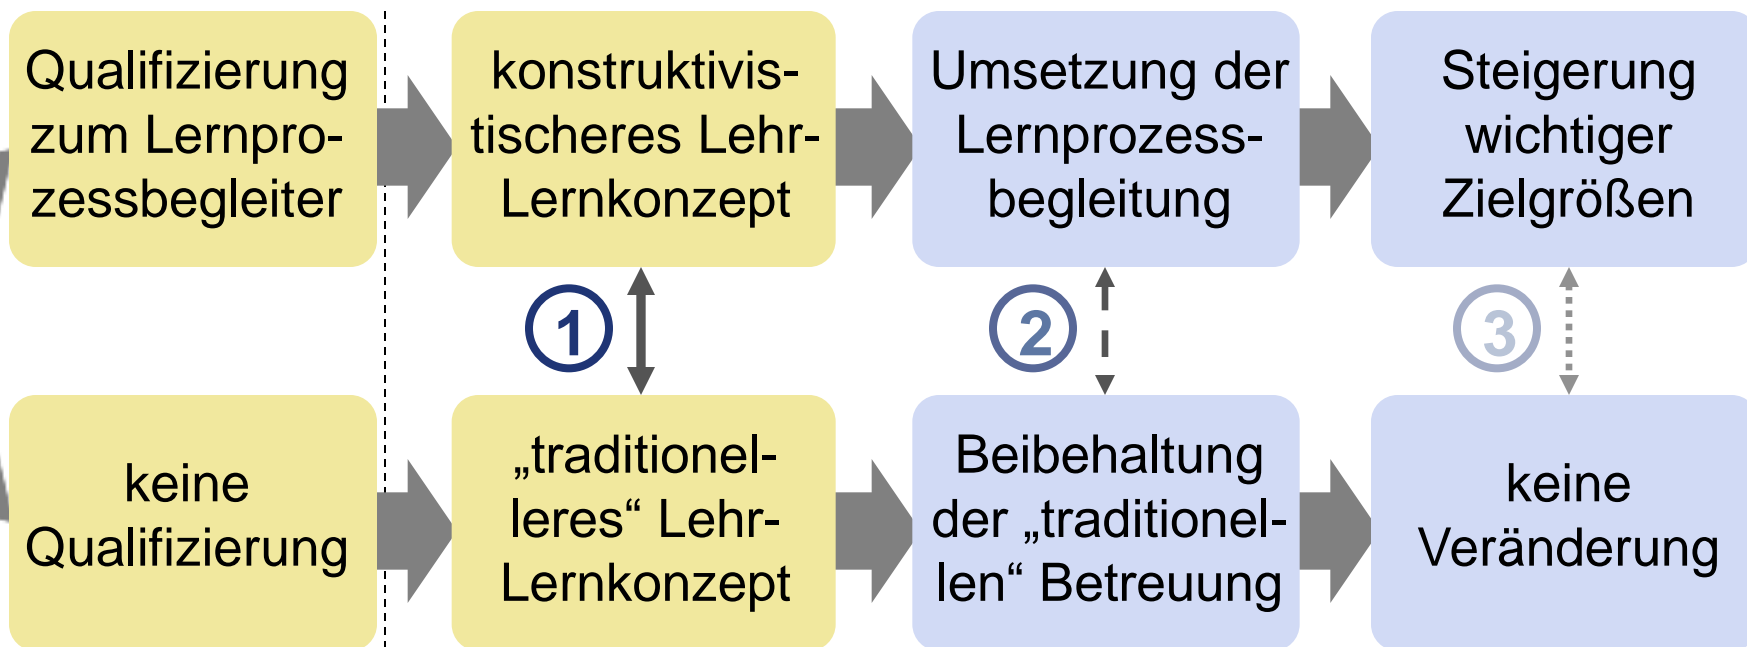 Qualifizierung
zum Lernpro-
zessbegleiter
konstruktivis-
tischeres Lehr-
Lernkonzept
Umsetzung der
Lernprozess-
begleitung
Steigerung
wichtiger
Zielgrößen
1
2
3
keine
Qualifizierung
„traditionel-
leres“ Lehr-
Lernkonzept
Beibehaltung
der „traditionel-
len“ Betreuung
keine
Veränderung